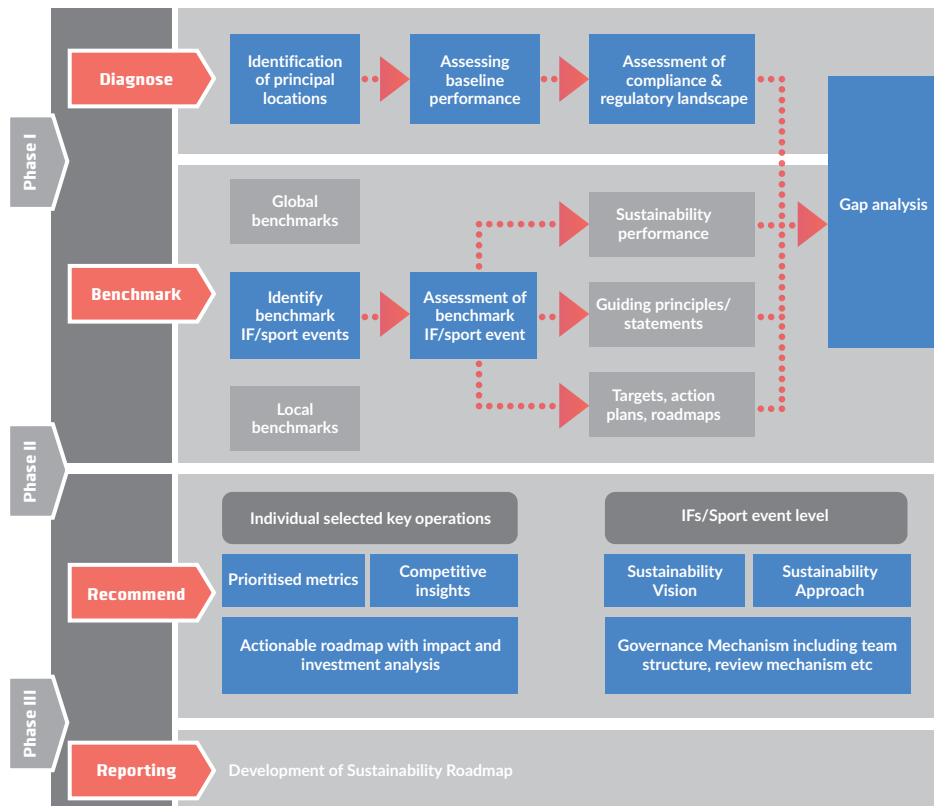 Phase I
Diagnose
Identification
of principal
locations
Assessing
baseline
performance
Assessment of
compliance &
regulatory landscape
Gap analysis
Benchmark
Global
benchmarks
Identify
benchmark
IF/sport events
Local
benchmarks
Assessment of
benchmark
IF/sport event
Sustainability
performance
Guiding principles/
statements
Targets, action
plans, roadmaps
Phase II
Recommend
Individual selected key operations
Prioritised metrics
Competitive
insights
Actionable roadmap with impact and
investment analysis
IFs/Sport event level
Sustainability
Vision
Sustainability
Approach
Governance Mechanism including team
structure, review mechanism etc
Phase III
Reporting
Development of Sustainability Roadmap